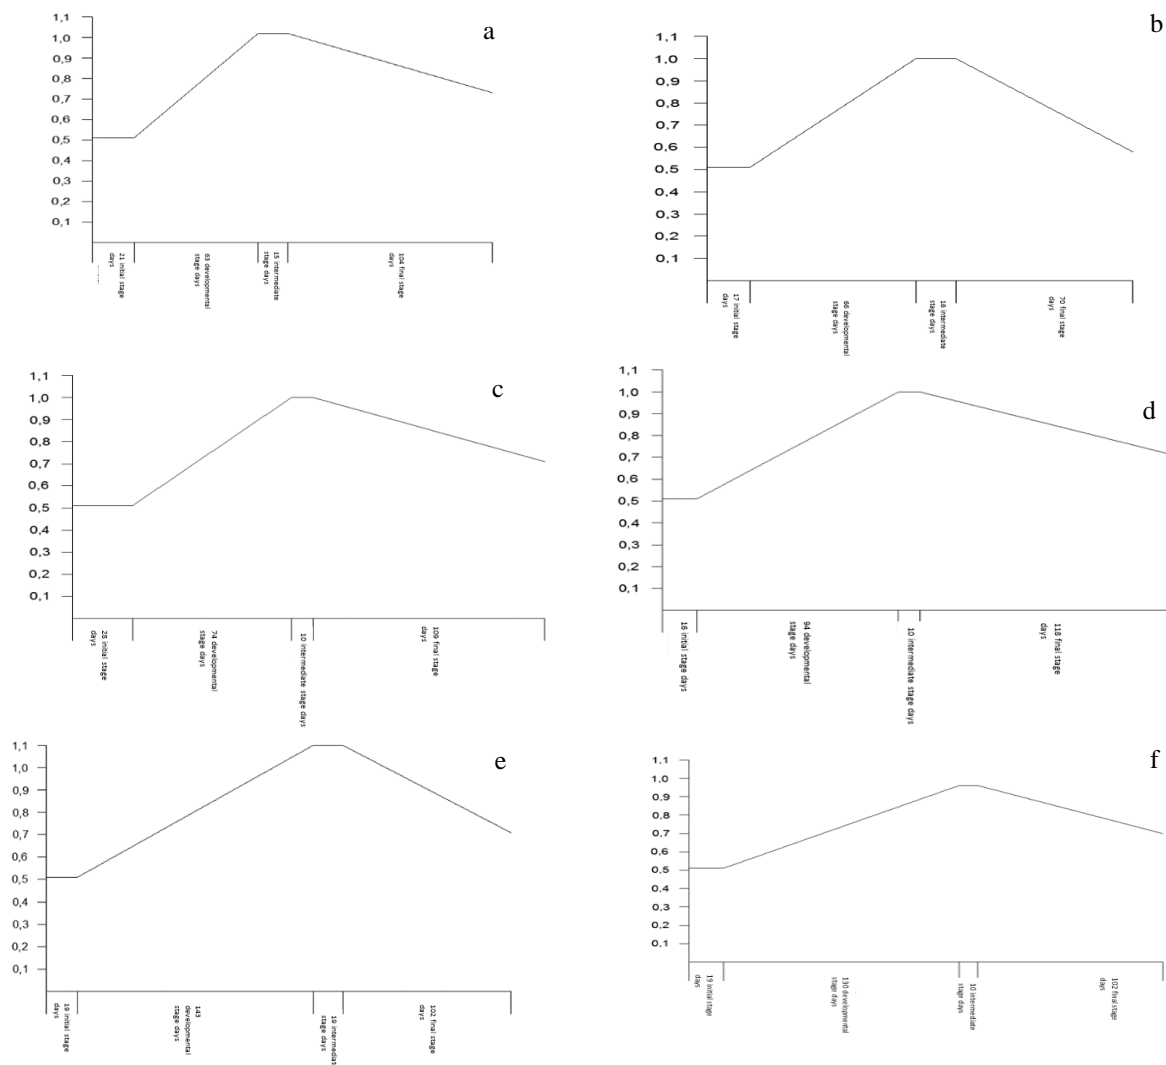 a
1,1
1,0
0,9
0,8
0,7
0,5
0,4
0,3
0,2
0,1
21 initial stage
days
63 developmental
stage days
15 intermediate
stage days
104 final stage
days
b
1,1
1,0
0,9
0,8
0,7
0,6
0,5
0,4
0,3
0,2
0,1
17 initial stage
days
66 developmental
stage days
16 intermediate
stage days
70 final stage
days
c
1,1
1,0
0,9
0,8
0,7
0,6
0,5
0,4
0,3
0,2
0,1
28 initial stage
days
74 developmental
stage days
10 intermediate stage days
109 final stage
days
d
1,1
1,0
0,9
0,8
0,7
0,6
0,5
0,4
0,3
0,2
0,1
16 initial stage days
94 developmental
stage days
10 intermediate stage days
118 final stage
days
e
1,1
1,0
0,9
0,8
0,7
0,6
0,5
0,4
0,3
0,2
0,1
19 initial stage
days
143
developmental
stage days
19 intermediat
stage days
102 final stage
days
f
1,1
1,0
0,9
0,8
0,7
0,6
0,5
0,4
0,3
0,2
0,1
19 initial stage
days
130 developmental
stage days
10 intermediate
stage days
102 final stage
days